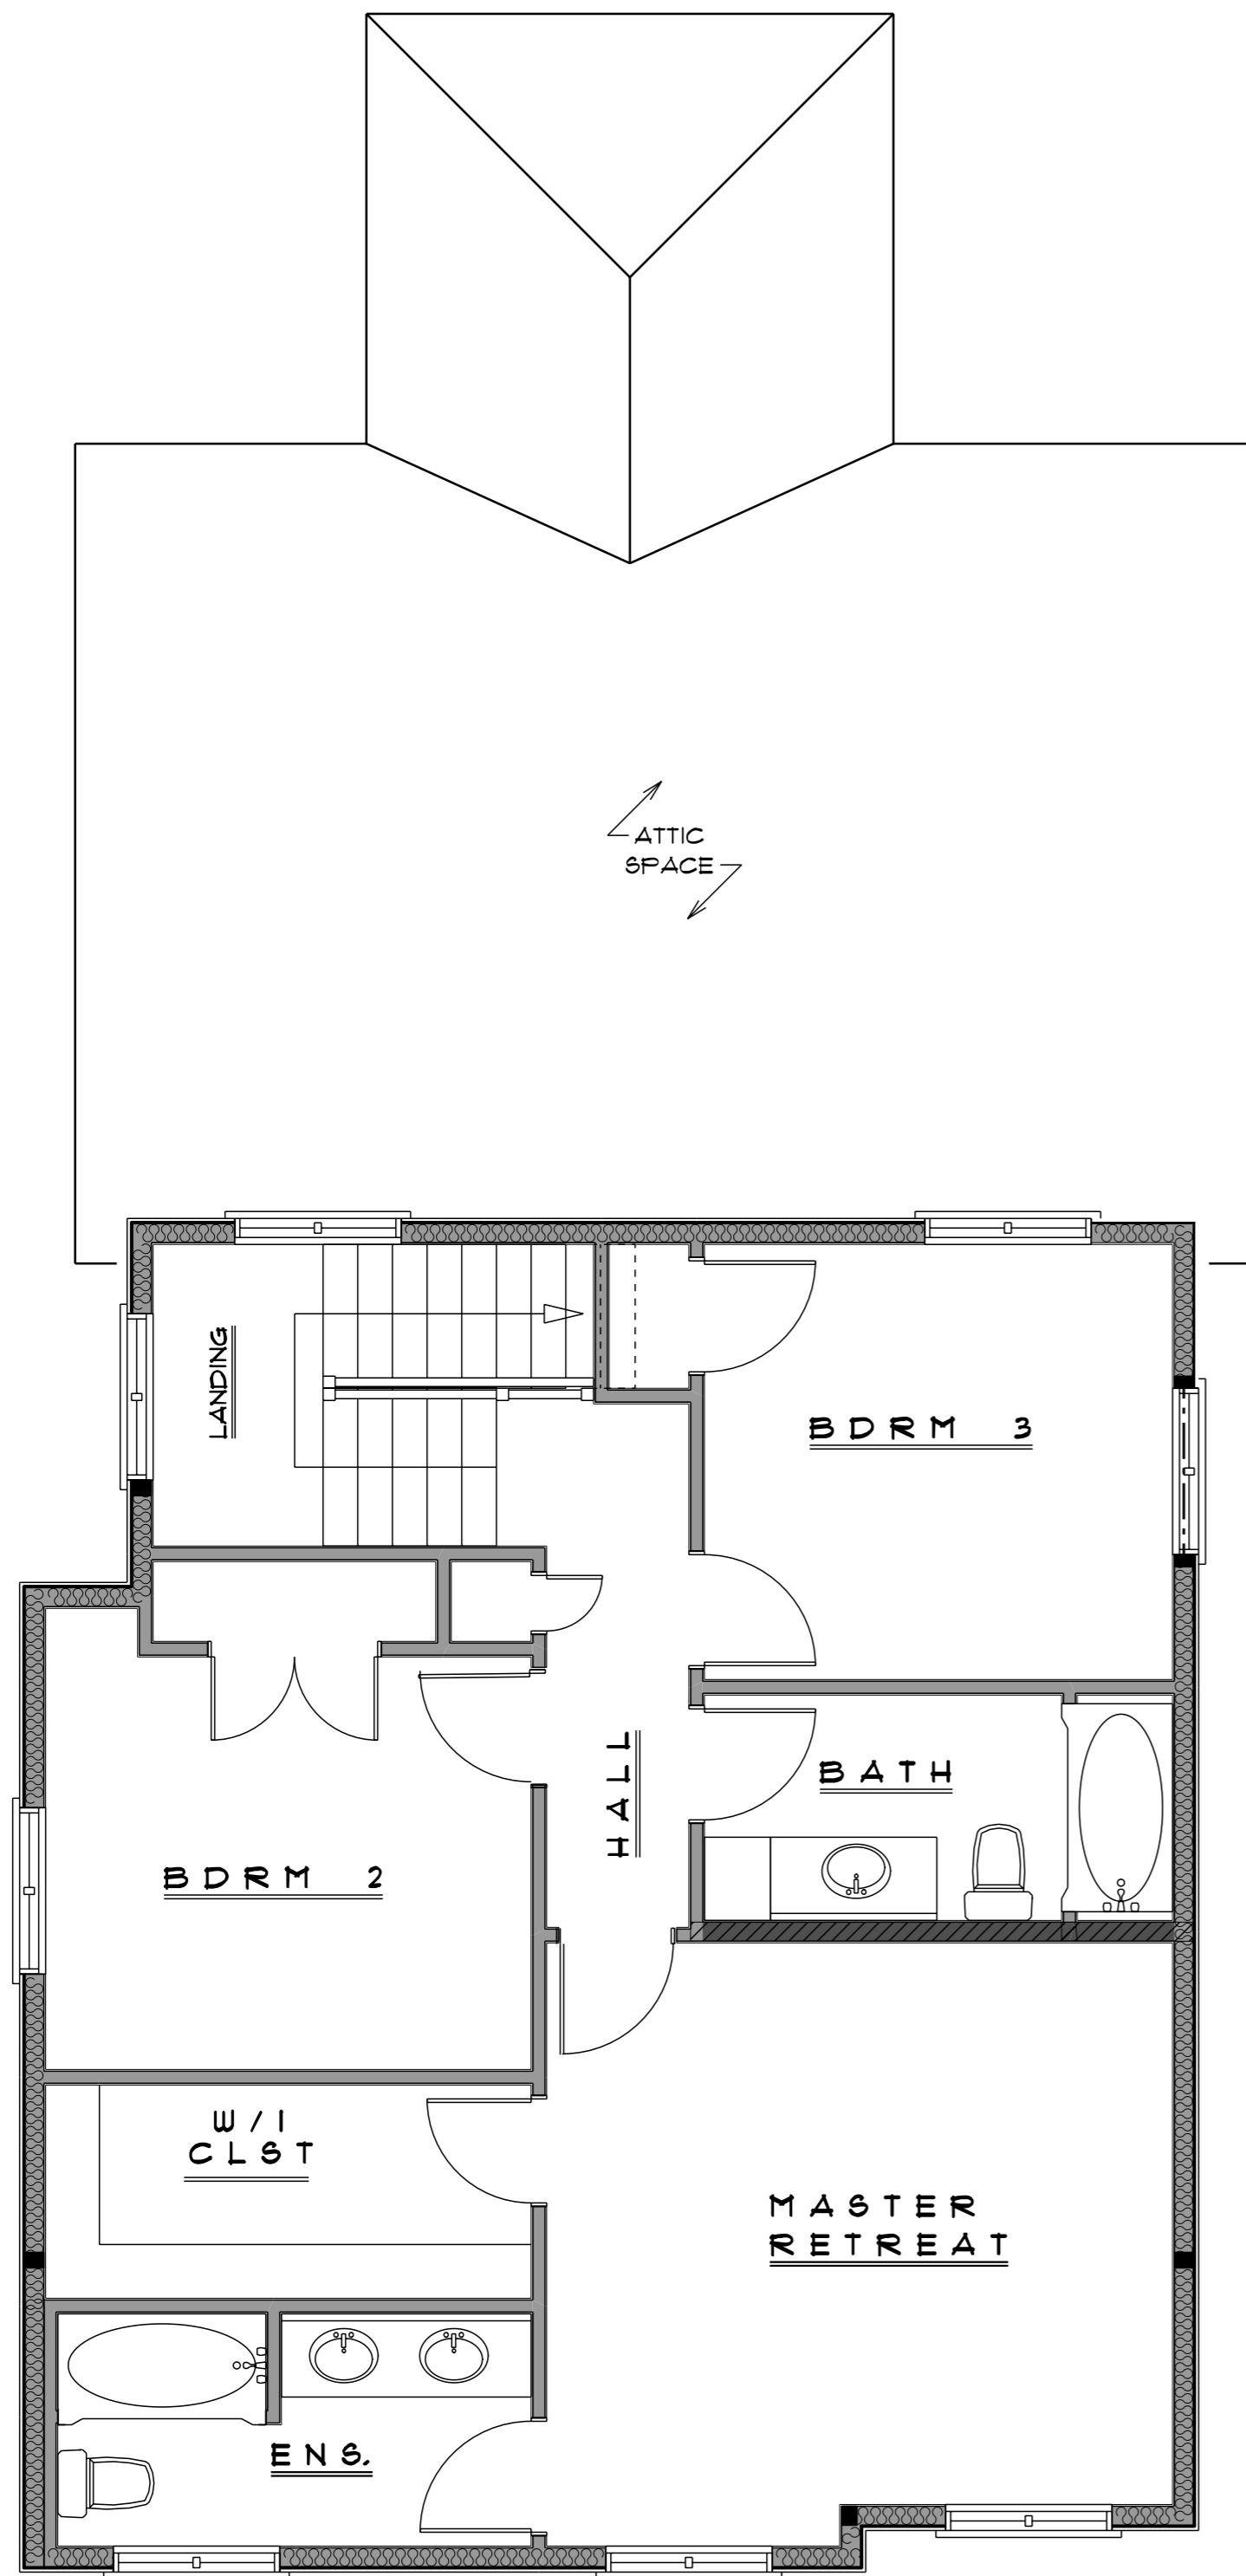 ATTIC
SPACE
LANDING
BDRM 3
HALL
BATH
BDRM 2
W/I
CLST
MASTER
RETREAT
ENS.